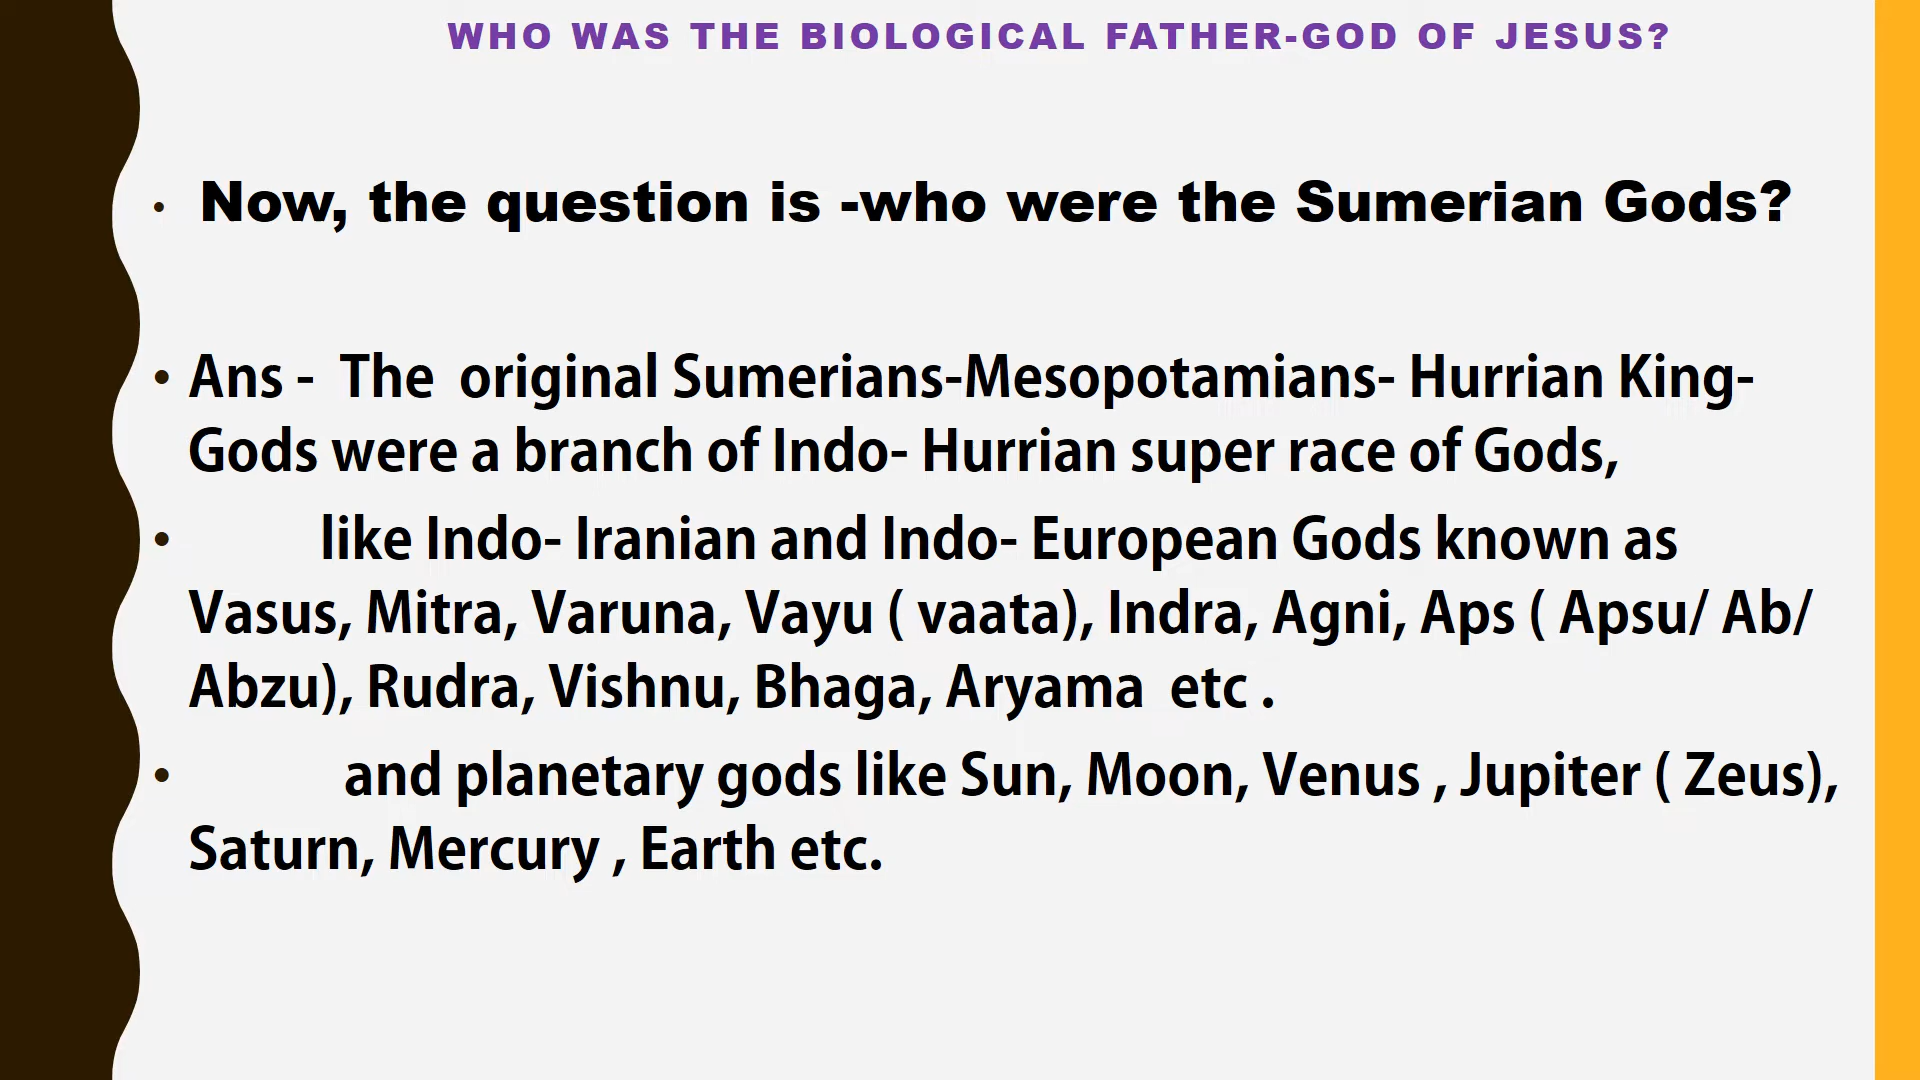 WHO WAS THE BIOLOGICAL FATHER-GOD OF JESUS?
• Now, the question is -who were the Sumerian Gods?
• Ans - The original Sumerians-Mesopotamians- Hurrian King-
Gods were a branch of Indo- Hurrian super race of Gods,
• like Indo- Iranian and Indo- European Gods known as
Vasus, Mitra, Varuna, Vayu ( vaata), Indra, Agni, Aps ( Apsu/ Ab/
Abzu), Rudra, Vishnu, Bhaga, Aryama etc .
• and planetary gods like Sun, Moon, Venus , Jupiter ( Zeus),
Saturn, Mercury , Earth etc.